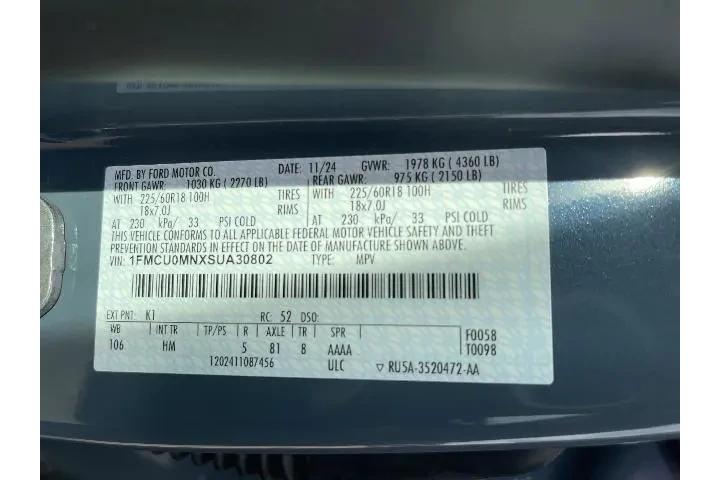 MFD. BY FORD MOTOR CO. DATE: 11/24 GVWR: 1978 KG ( 4360 LB)
FRONT GAWR: 1030 KG ( 2270 LB) REAR GAWR: 975 KG ( 2150 LB)
WITH 225/60R18 100H TIRES WITH 225/60R18 100H TIRES
18x7.0J RIMS 18x7.0J RIMS
AT 230 kPa/ 33 PSI COLD AT 230 kPa/ 33 PSI COLD
THIS VEHICLE CONFORMS TO ALL APPLICABLE FEDERAL MOTOR VEHICLE SAFETY AND THEFT
PREVENTION STANDARDS IN EFFECT ON THE DATE OF MANUFACTURE SHOWN ABOVE.
VIN: 1FMCU0MNXSUA30802 TYPE: MPV
EXT PNT: K1 RC: 52 DSO:
WB INT TR TP/PS R AXLE TR SPR F0058
106 HM 5 81 8 AAAA T0098
1202411087456 ULC RU5A-3520472-AA